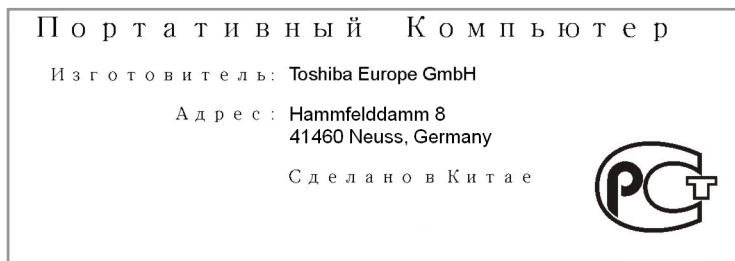 Портативный Компьютер
Изготовитель: Toshiba Europe GmbH
Адрес: Hammfelddamm 8
41460 Neuss, Germany
Сделано в Китае
РСТ